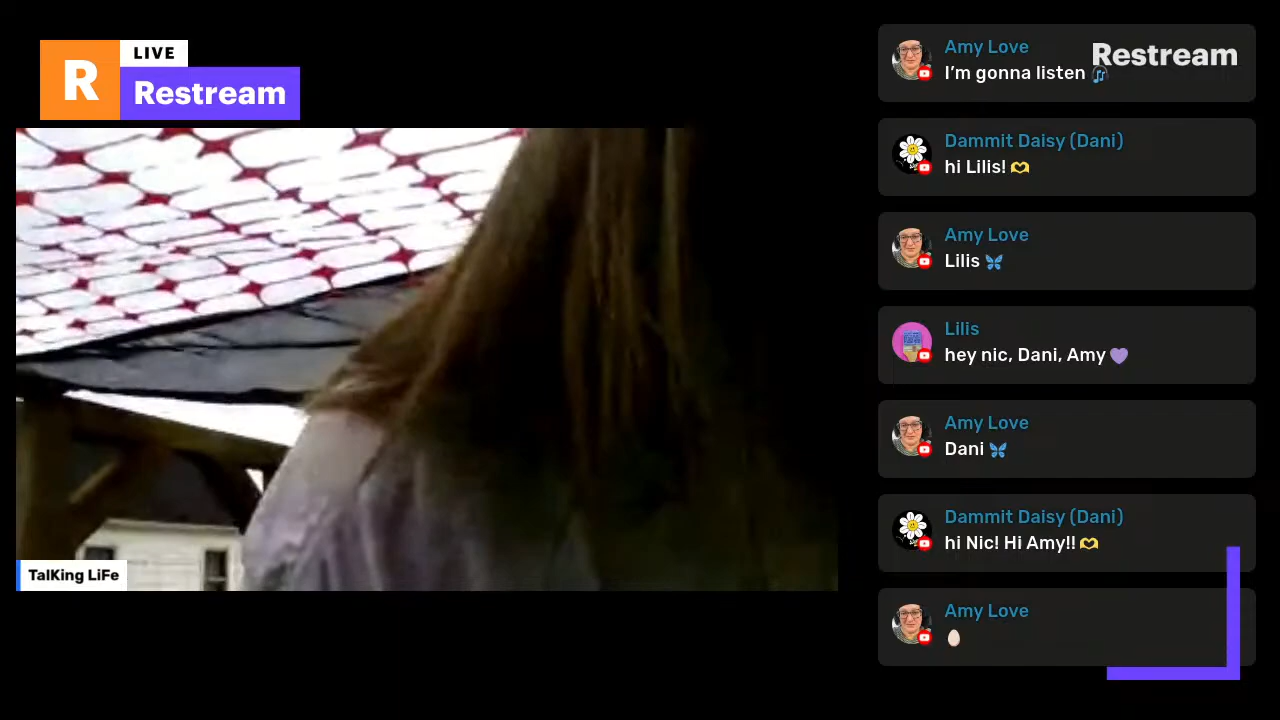 R
LIVE
Restream
TalKing LiFe
Restream
Amy Love
I'm gonna listen 🎧
Dammit Daisy (Dani)
hi Lilis! 🫶
Amy Love
Lilis 🦋
Lilis
hey nic, Dani, Amy 💜
Amy Love
Dani 🦋
Dammit Daisy (Dani)
hi Nic! Hi Amy!! 🫶
Amy Love
🥚